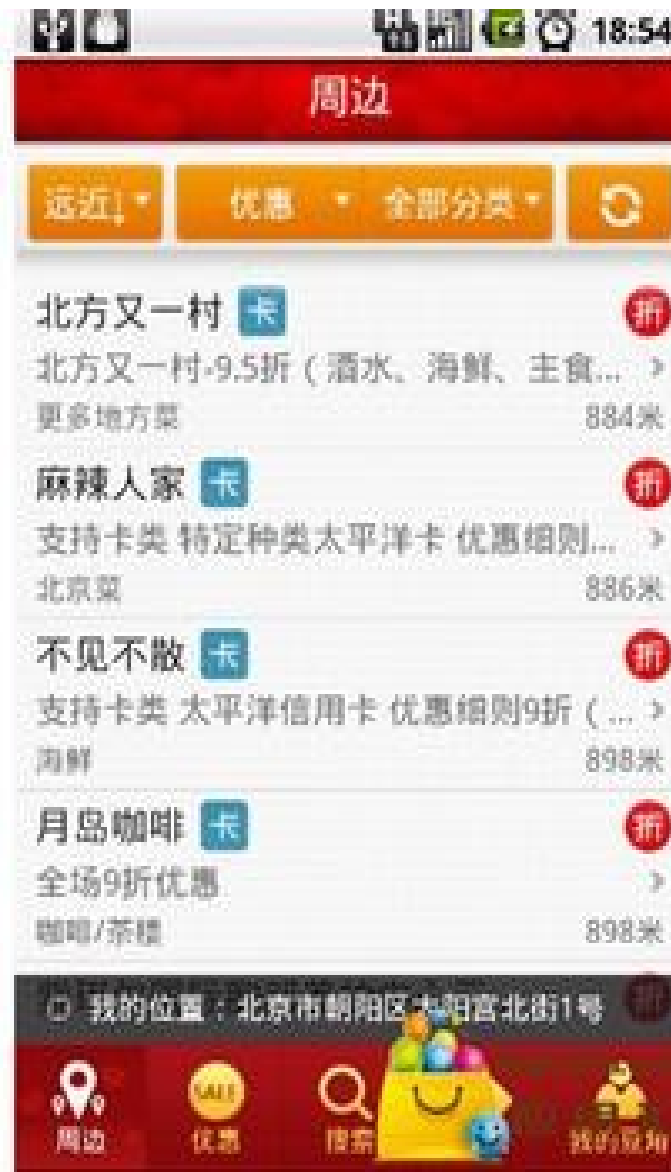 18:54
周边
远近↓ 优惠 全部分类
北方又一村 卡 折
北方又一村-9.5折（酒水、海鲜、主食...
更多地方菜 884米
麻辣人家 卡 折
支持卡类 特定种类太平洋卡 优惠细则...
北京菜 886米
不见不散 卡 折
支持卡类 太平洋信用卡 优惠细则9折（...
海鲜 898米
月岛咖啡 卡 折
全场9折优惠
咖啡/茶楼 898米
我的位置：北京市朝阳区太阳宫北街1号
周边 SALE 优惠 搜索 我的